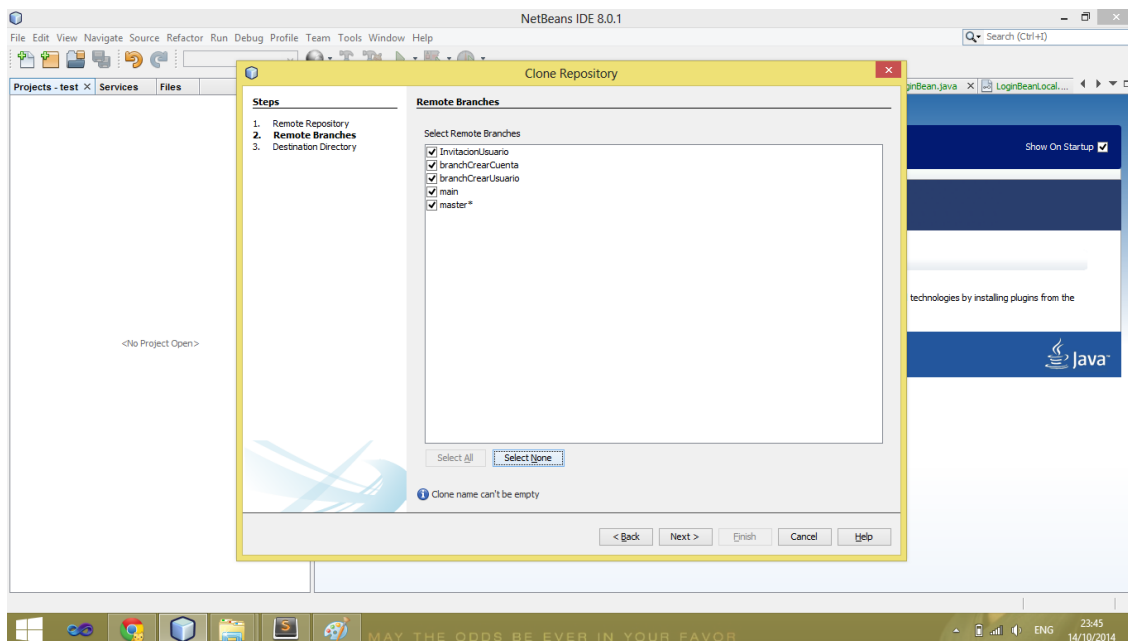 NetBeans IDE 8.0.1
File Edit View Navigate Source Refactor Run Debug Profile Team Tools Window Help
Search (Ctrl+I)
Clone Repository
Projects - test Services Files
LoginBeanLocal....
Steps
1. Remote Repository
2. Remote Branches
3. Destination Directory
Remote Branches
Select Remote Branches
InvitacionUsuario
branchCrearCuenta
branchCrearUsuario
main
master*
Show On Startup
technologies by installing plugins from the
<No Project Open>
Java
Select All Select None
Clone name can't be empty
< Back Next > Finish Cancel Help
MAY THE ODDS BE EVER IN YOUR FAVOR
ENG
23:45
14/10/2014